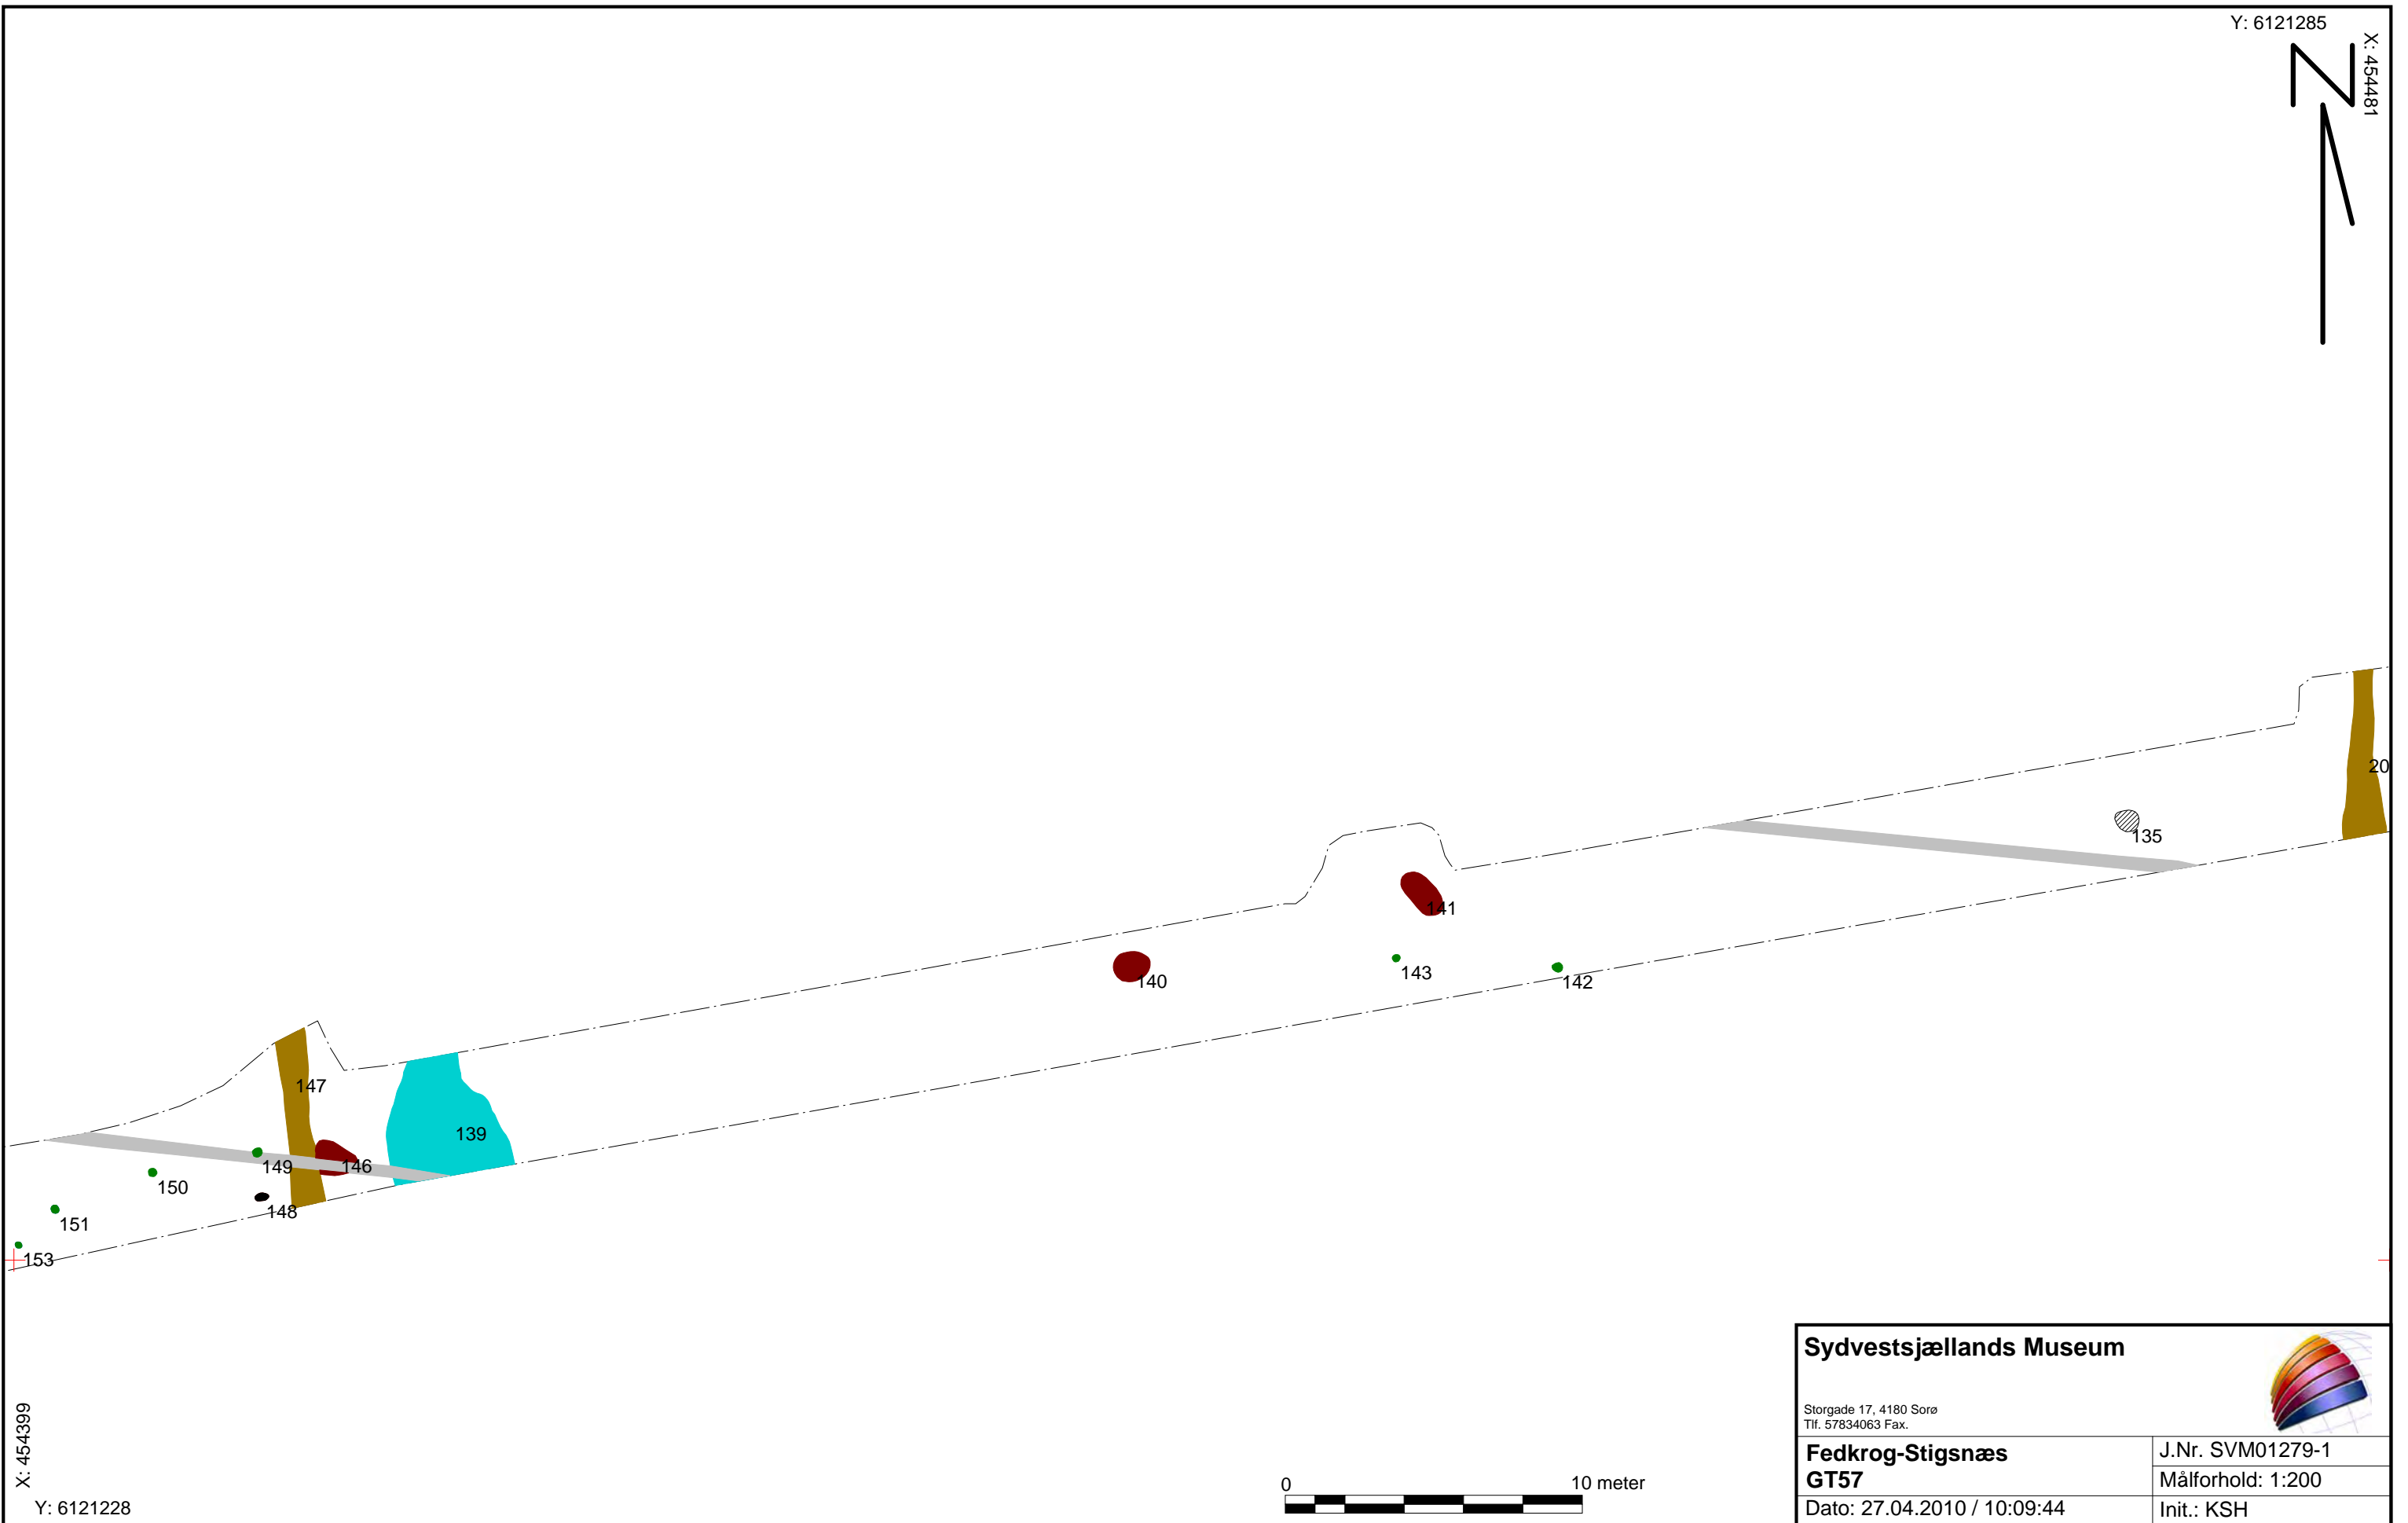 Y: 6121285
X: 454481
20
135
141
140
143
142
147
139
149
146
150
148
151
153
X: 454399
Y: 6121228
0 10 meter
Sydvestsjællands Museum
Storgade 17, 4180 Sorø
Tlf. 57834063 Fax.
Fedkrog-Stigsnæs
GT57
J.Nr. SVM01279-1
Målforhold: 1:200
Dato: 27.04.2010 / 10:09:44
Init.: KSH